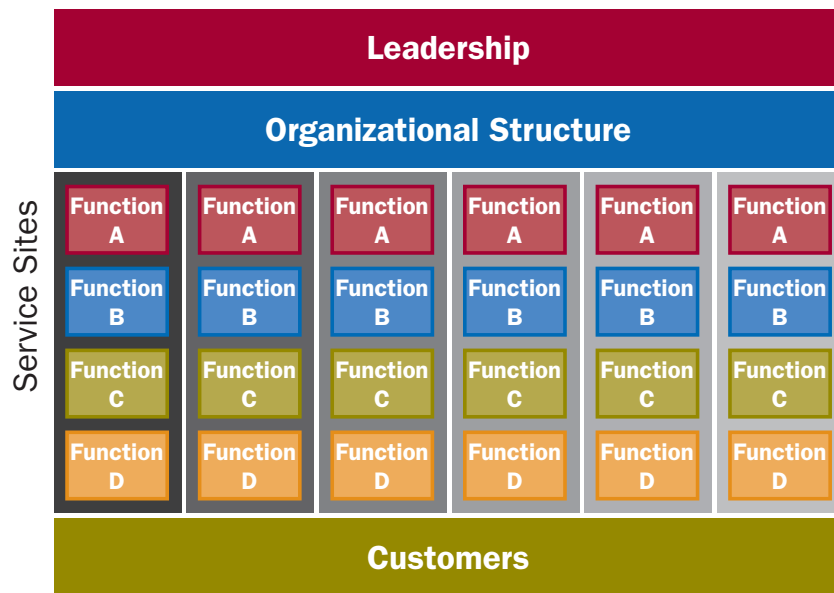 Leadership
Organizational Structure
Service Sites
Function Function Function Function Function Function
A A A A A A
Function Function Function Function Function Function
B B B B B B
Function Function Function Function Function Function
C C C C C C
Function Function Function Function Function Function
D D D D D D
Customers